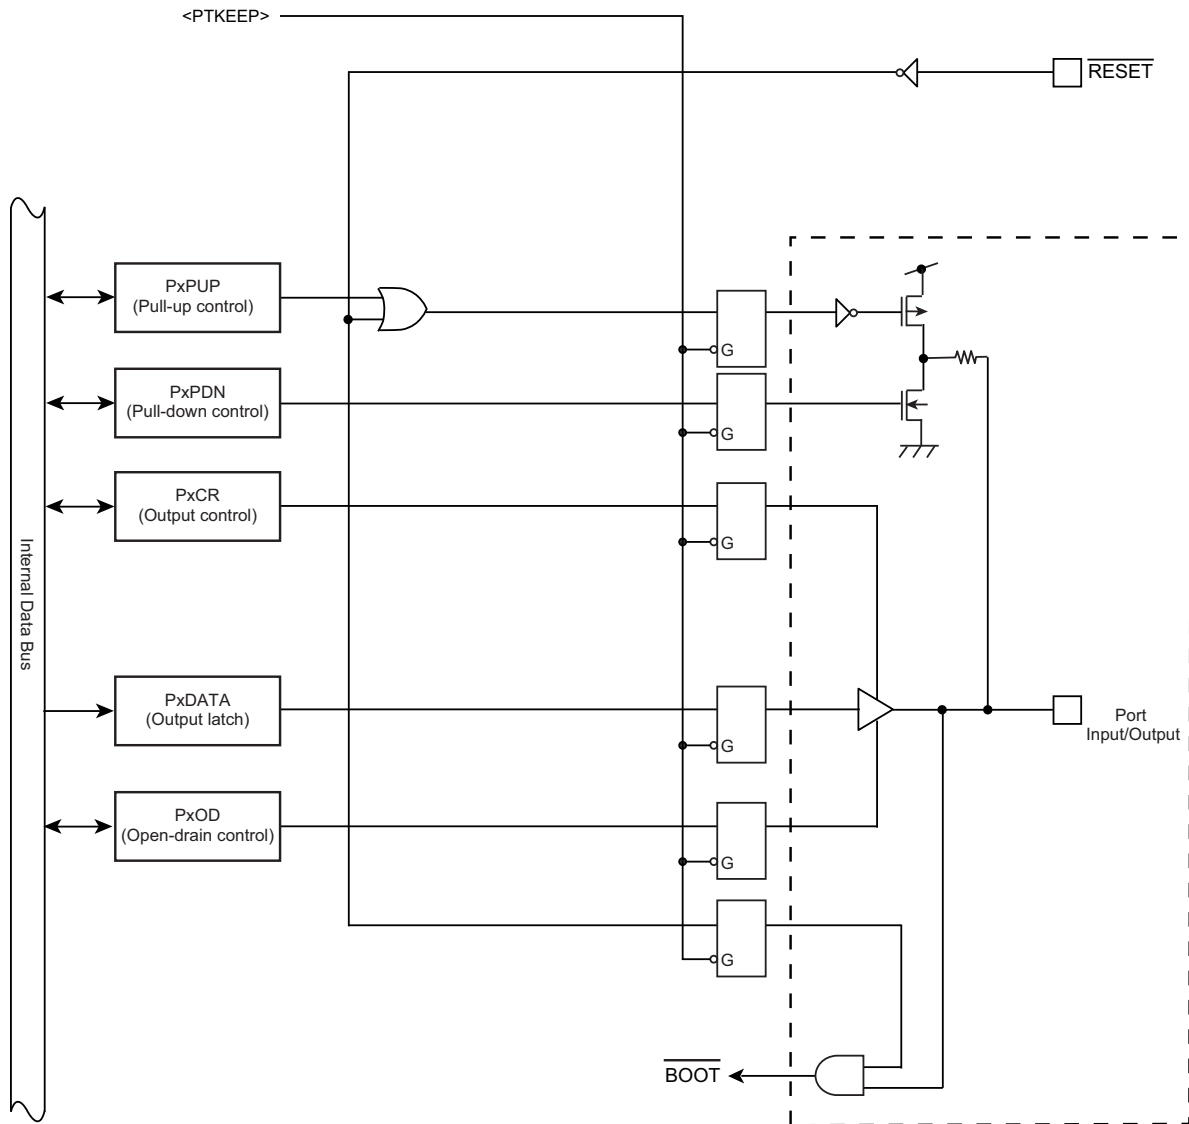 <PTKEEP>
RESET
PxPUP
(Pull-up control)
G
PxPDN
(Pull-down control)
G
PxCR
(Output control)
G
Internal Data Bus
PxDATA
(Output latch)
G
Port
Input/Output
PxOD
(Open-drain control)
G
G
BOOT